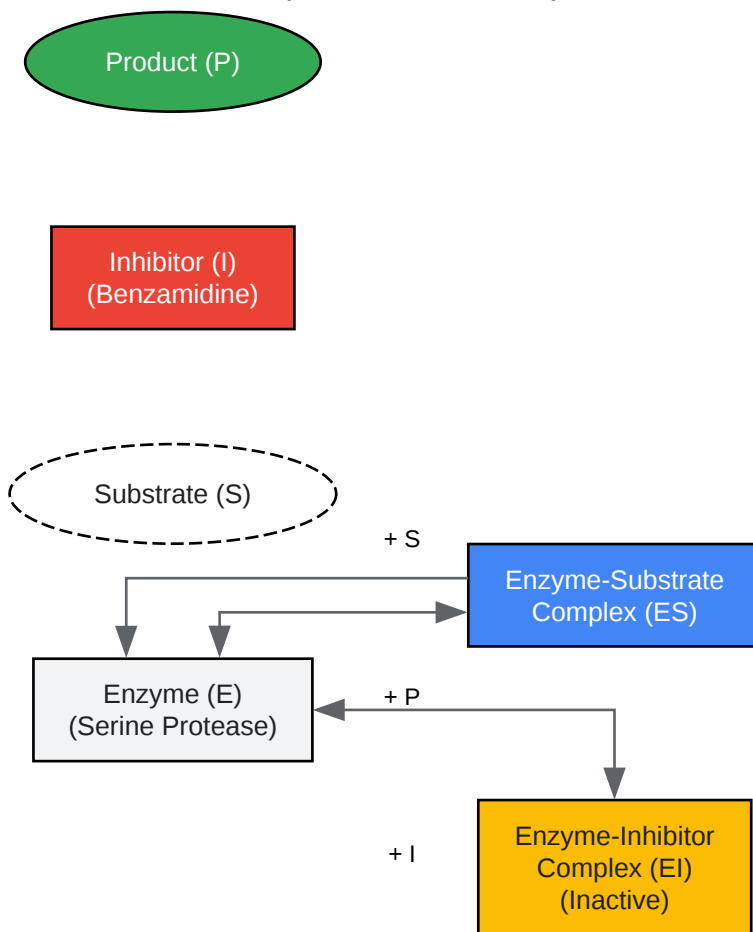 Product (P)
Inhibitor (I)
(Benzamidine)
Substrate (S)
+ S
Enzyme-Substrate
Complex (ES)
Enzyme (E)
(Serine Protease)
+ P
+ I
Enzyme-Inhibitor
Complex (EI)
(Inactive)